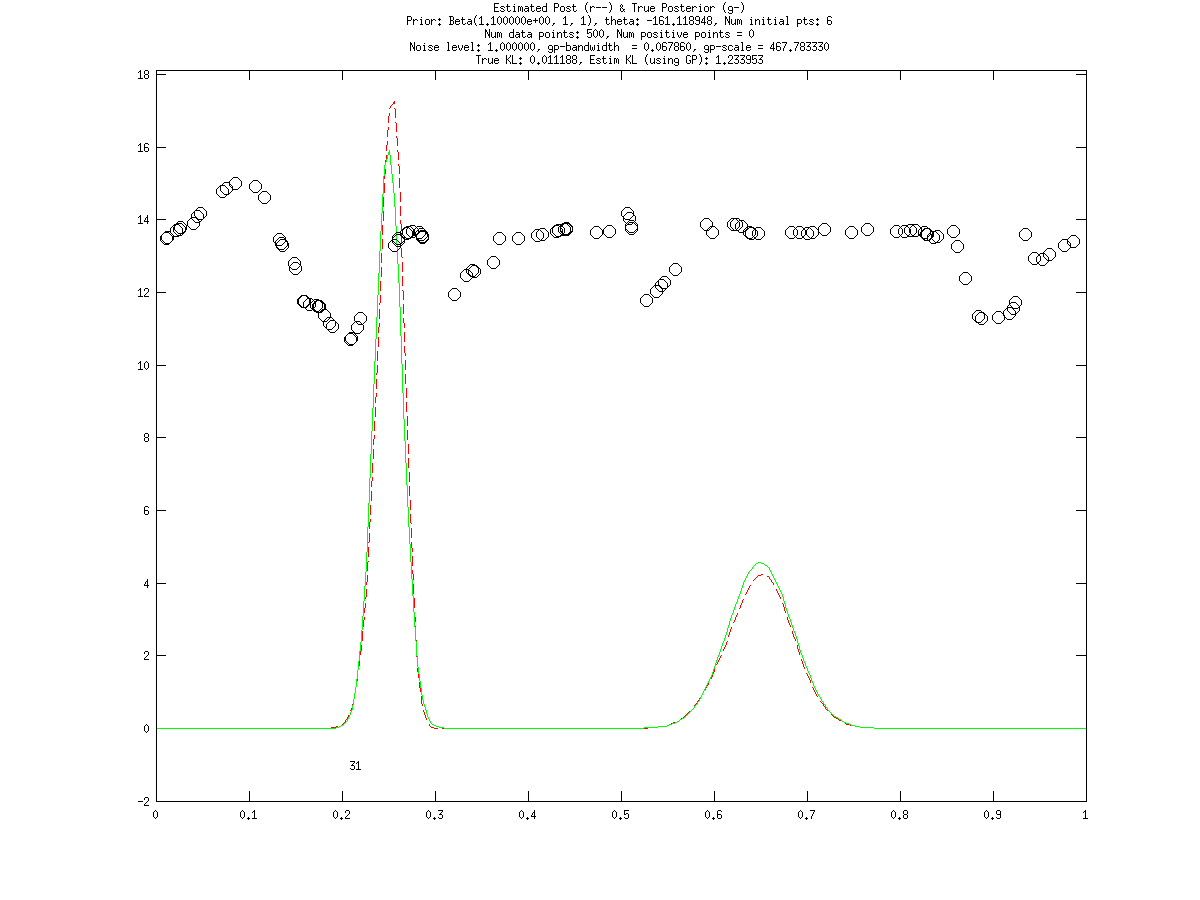 Estimated Post (r--) & True Posterior (g-)
Prior: Beta(1.100000e+00, 1, 1), theta: -161.118948, Num initial pts: 6
Num data points: 500, Num positive points = 0
Noise level: 1.000000, gp-bandwidth  = 0.067860, gp-scale = 467.783330
True KL: 0.011188, Estim KL (using GP): 1.233953
18
16
14
12
10
8
6
4
2
0
31
-2
0 0.1 0.2 0.3 0.4 0.5 0.6 0.7 0.8 0.9 1